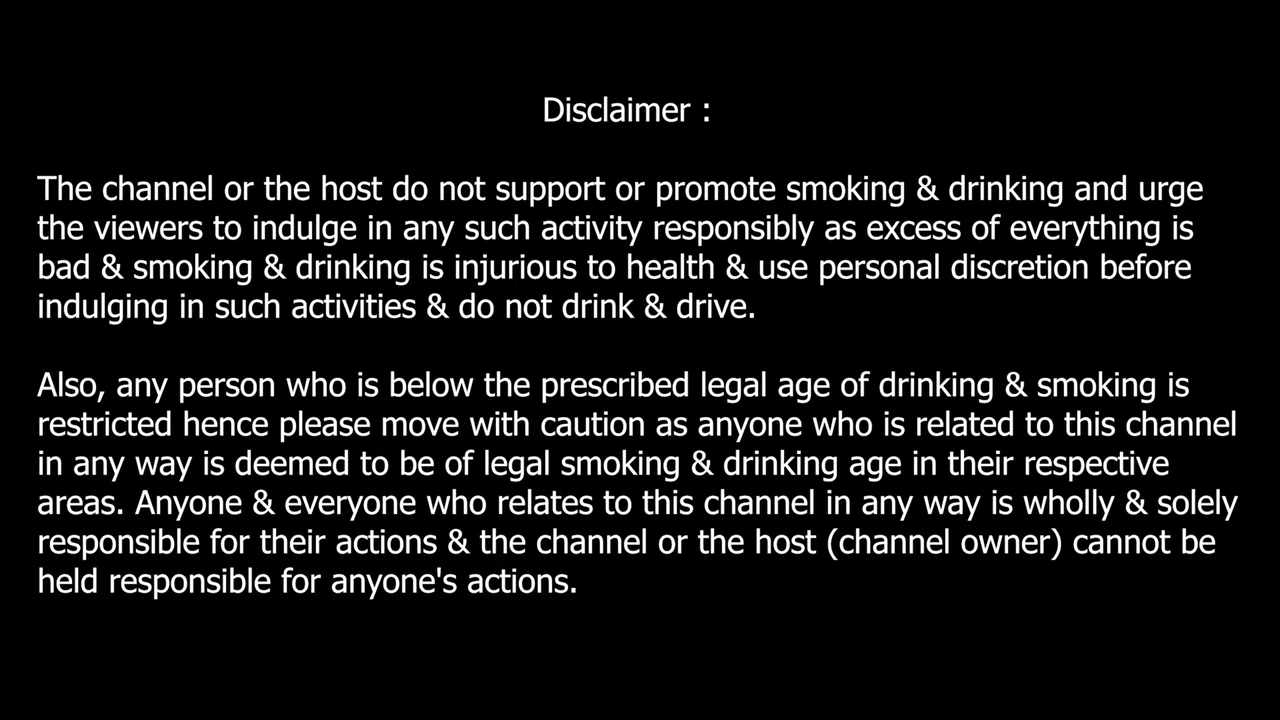 Disclaimer :
The channel or the host do not support or promote smoking & drinking and urge
the viewers to indulge in any such activity responsibly as excess of everything is
bad & smoking & drinking is injurious to health & use personal discretion before
indulging in such activities & do not drink & drive.
Also, any person who is below the prescribed legal age of drinking & smoking is
restricted hence please move with caution as anyone who is related to this channel
in any way is deemed to be of legal smoking & drinking age in their respective
areas. Anyone & everyone who relates to this channel in any way is wholly & solely
responsible for their actions & the channel or the host (channel owner) cannot be
held responsible for anyone's actions.